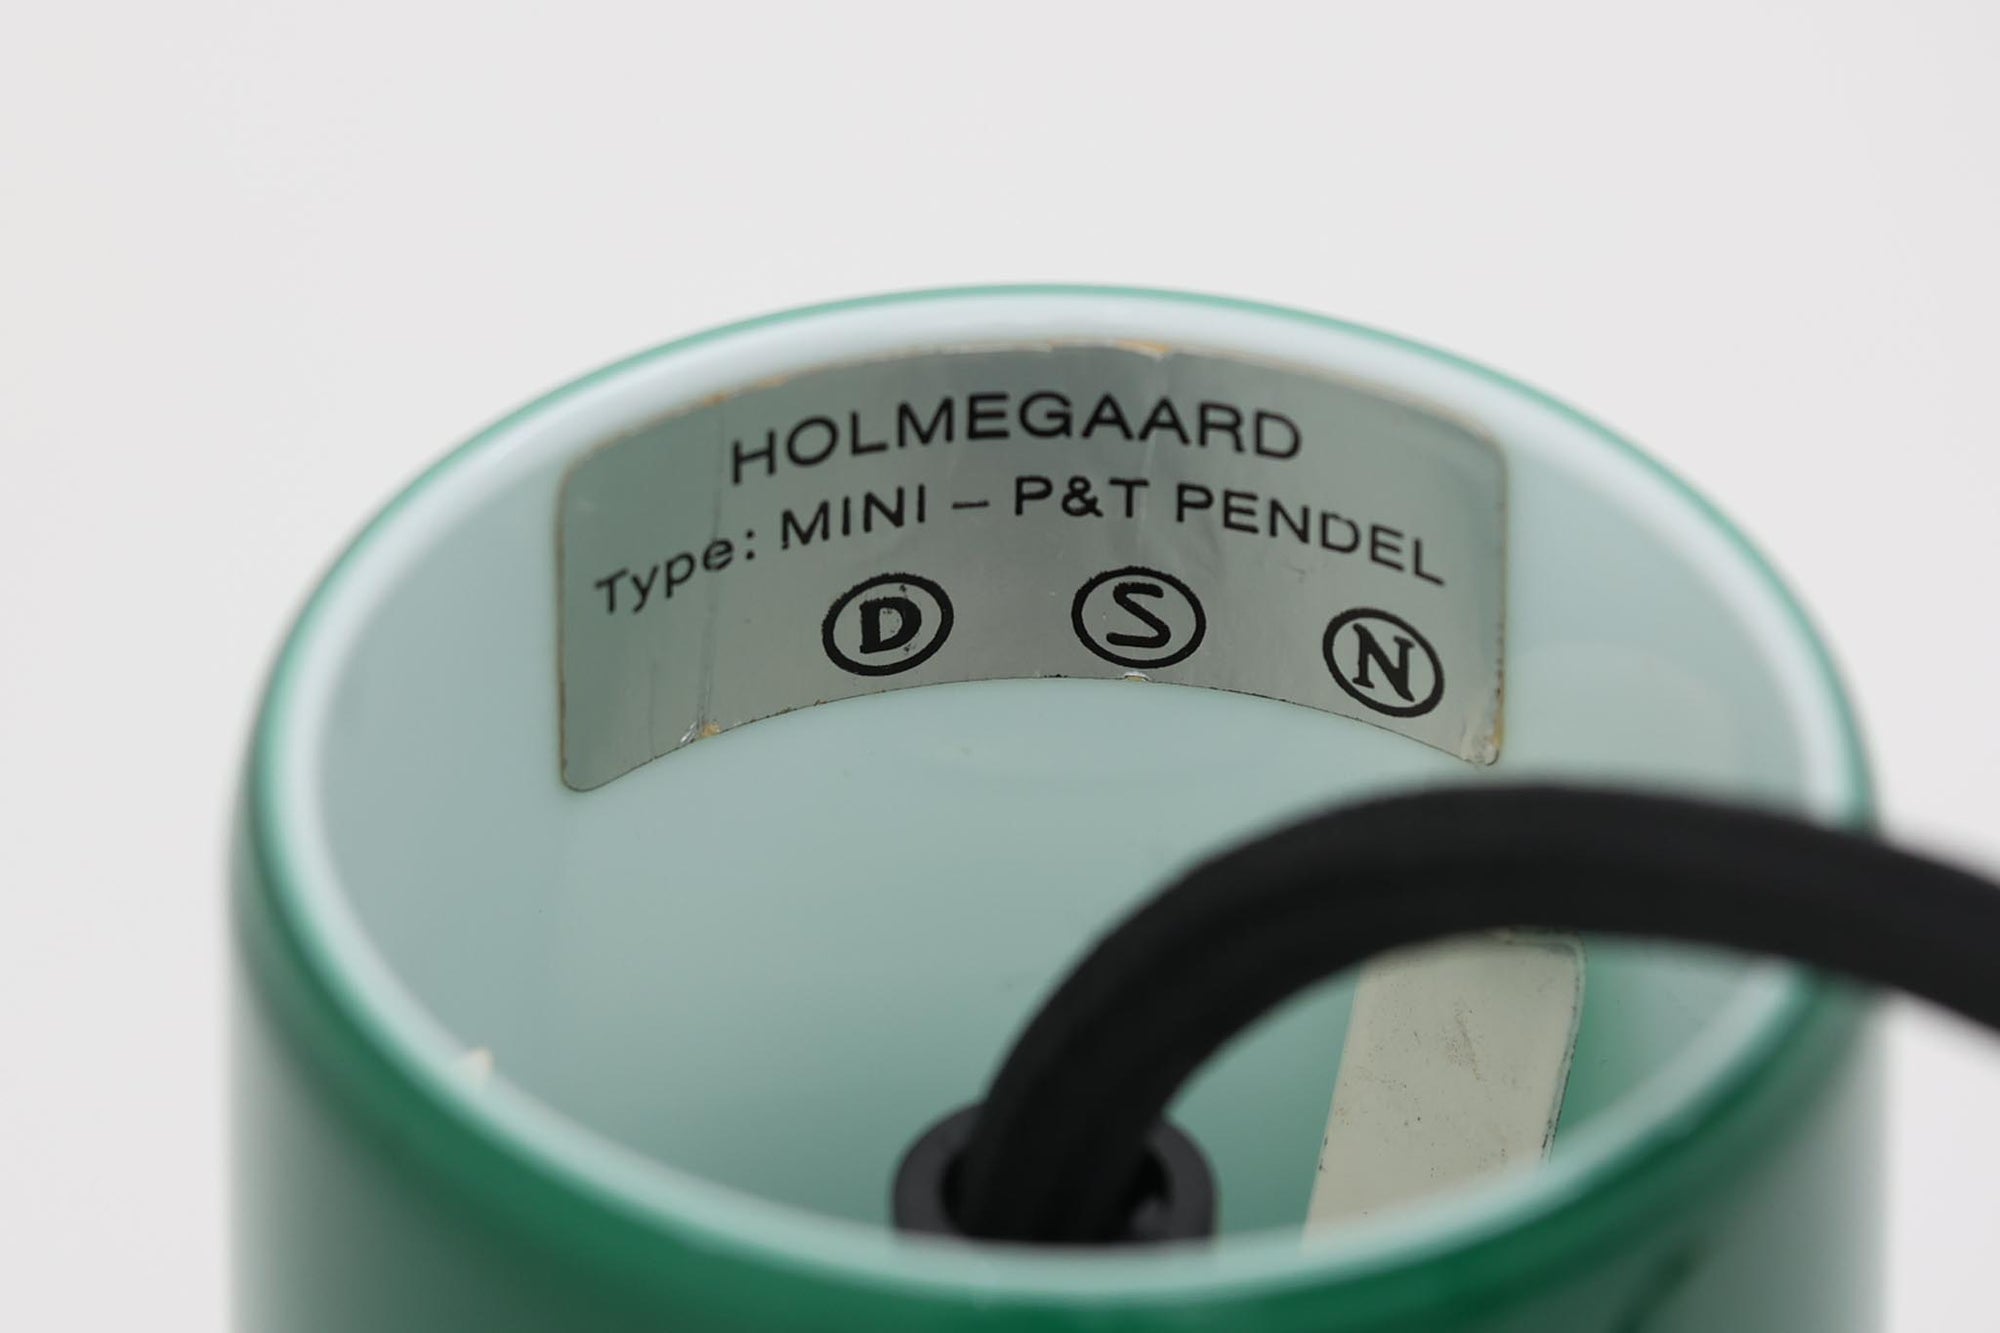 HOLMEGAARD
Type: MINI – P&T PENDEL
D S N